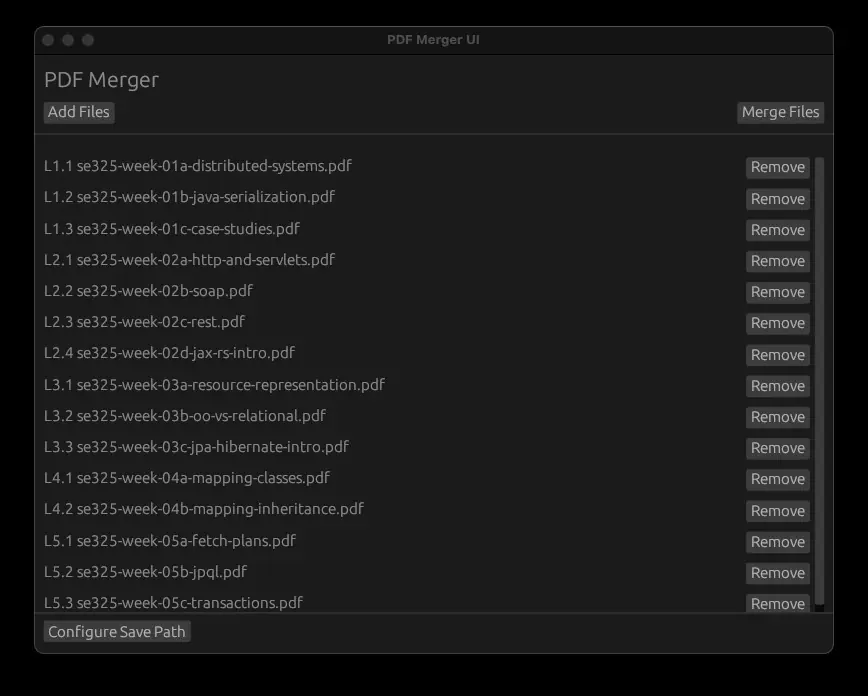 PDF Merger UI
PDF Merger
Add Files
Merge Files
L1.1 se325-week-01a-distributed-systems.pdf Remove
L1.2 se325-week-01b-java-serialization.pdf Remove
L1.3 se325-week-01c-case-studies.pdf Remove
L2.1 se325-week-02a-http-and-servlets.pdf Remove
L2.2 se325-week-02b-soap.pdf Remove
L2.3 se325-week-02c-rest.pdf Remove
L2.4 se325-week-02d-jax-rs-intro.pdf Remove
L3.1 se325-week-03a-resource-representation.pdf Remove
L3.2 se325-week-03b-oo-vs-relational.pdf Remove
L3.3 se325-week-03c-jpa-hibernate-intro.pdf Remove
L4.1 se325-week-04a-mapping-classes.pdf Remove
L4.2 se325-week-04b-mapping-inheritance.pdf Remove
L5.1 se325-week-05a-fetch-plans.pdf Remove
L5.2 se325-week-05b-jpql.pdf Remove
L5.3 se325-week-05c-transactions.pdf Remove
Configure Save Path